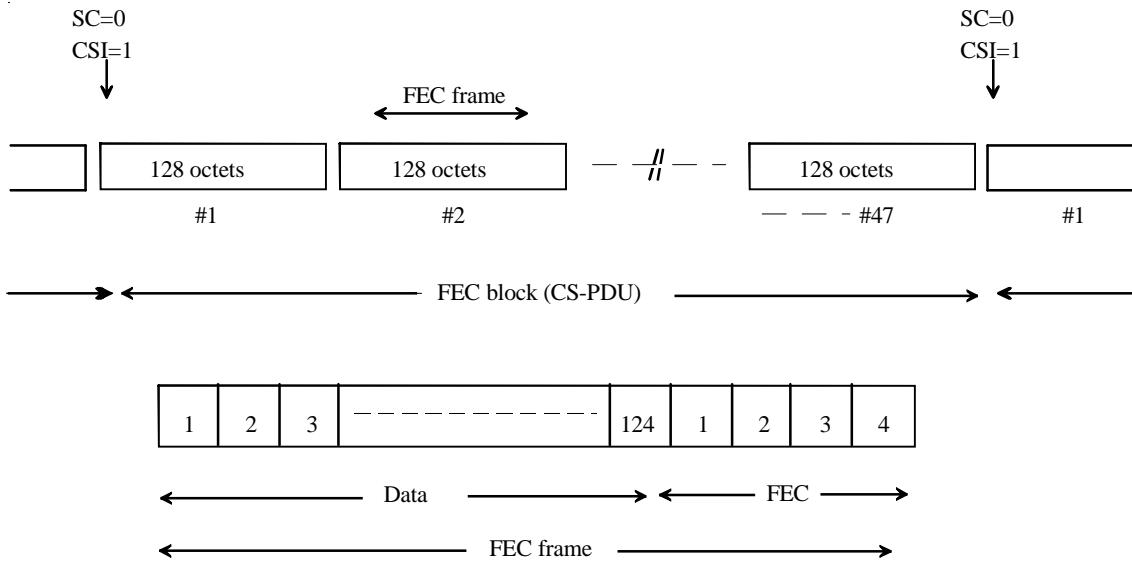 SC=0 SC=0
CSI=1 CSI=1
FEC frame
128 octets 128 octets 128 octets
#1 #2 #47 #1
FEC block (CS-PDU)
1 2 3 124 1 2 3 4
Data FEC
FEC frame